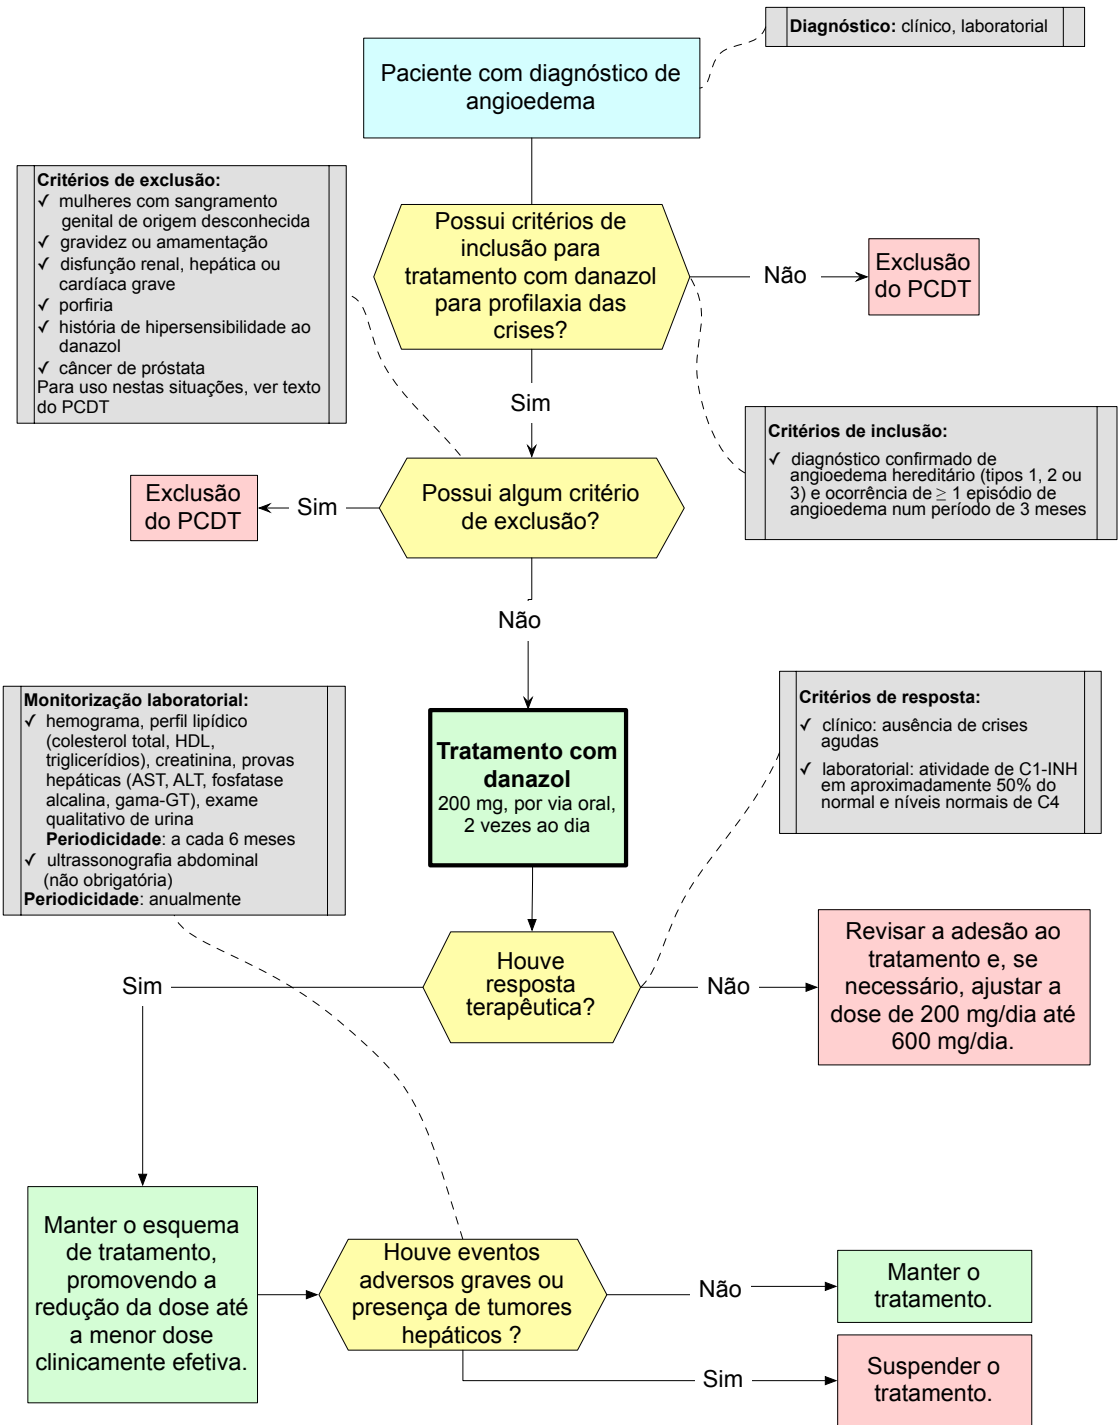 Diagnóstico: clínico, laboratorial
Paciente com diagnóstico de
angioedema
Critérios de exclusão:
✓ mulheres com sangramento
genital de origem desconhecida
✓ gravidez ou amamentação
✓ disfunção renal, hepática ou
cardíaca grave
✓ porfiria
✓ história de hipersensibilidade ao
danazol
✓ câncer de próstata
Para uso nestas situações, ver texto
do PCDT
Possui critérios de
inclusão para
tratamento com danazol
para profilaxia das
crises?
Não
Exclusão
do PCDT
Sim
Critérios de inclusão:
✓ diagnóstico confirmado de
angioedema hereditário (tipos 1, 2 ou
3) e ocorrência de ≥ 1 episódio de
angioedema num período de 3 meses
Possui algum critério
de exclusão?
Sim
Exclusão
do PCDT
Não
Monitorização laboratorial:
✓ hemograma, perfil lipídico
(colesterol total, HDL,
triglicerídios), creatinina, provas
hepáticas (AST, ALT, fosfatase
alcalina, gama-GT), exame
qualitativo de urina
Periodicidade: a cada 6 meses
✓ ultrassonografia abdominal
(não obrigatória)
Periodicidade: anualmente
Tratamento com
danazol
200 mg, por via oral,
2 vezes ao dia
Critérios de resposta:
✓ clínico: ausência de crises
agudas
✓ laboratorial: atividade de C1-INH
em aproximadamente 50% do
normal e níveis normais de C4
Houve
resposta
terapêutica?
Sim
Não
Revisar a adesão ao
tratamento e, se
necessário, ajustar a
dose de 200 mg/dia até
600 mg/dia.
Manter o esquema
de tratamento,
promovendo a
redução da dose até
a menor dose
clinicamente efetiva.
Houve eventos
adversos graves ou
presença de tumores
hepáticos ?
Não
Manter o
tratamento.
Sim
Suspender o
tratamento.